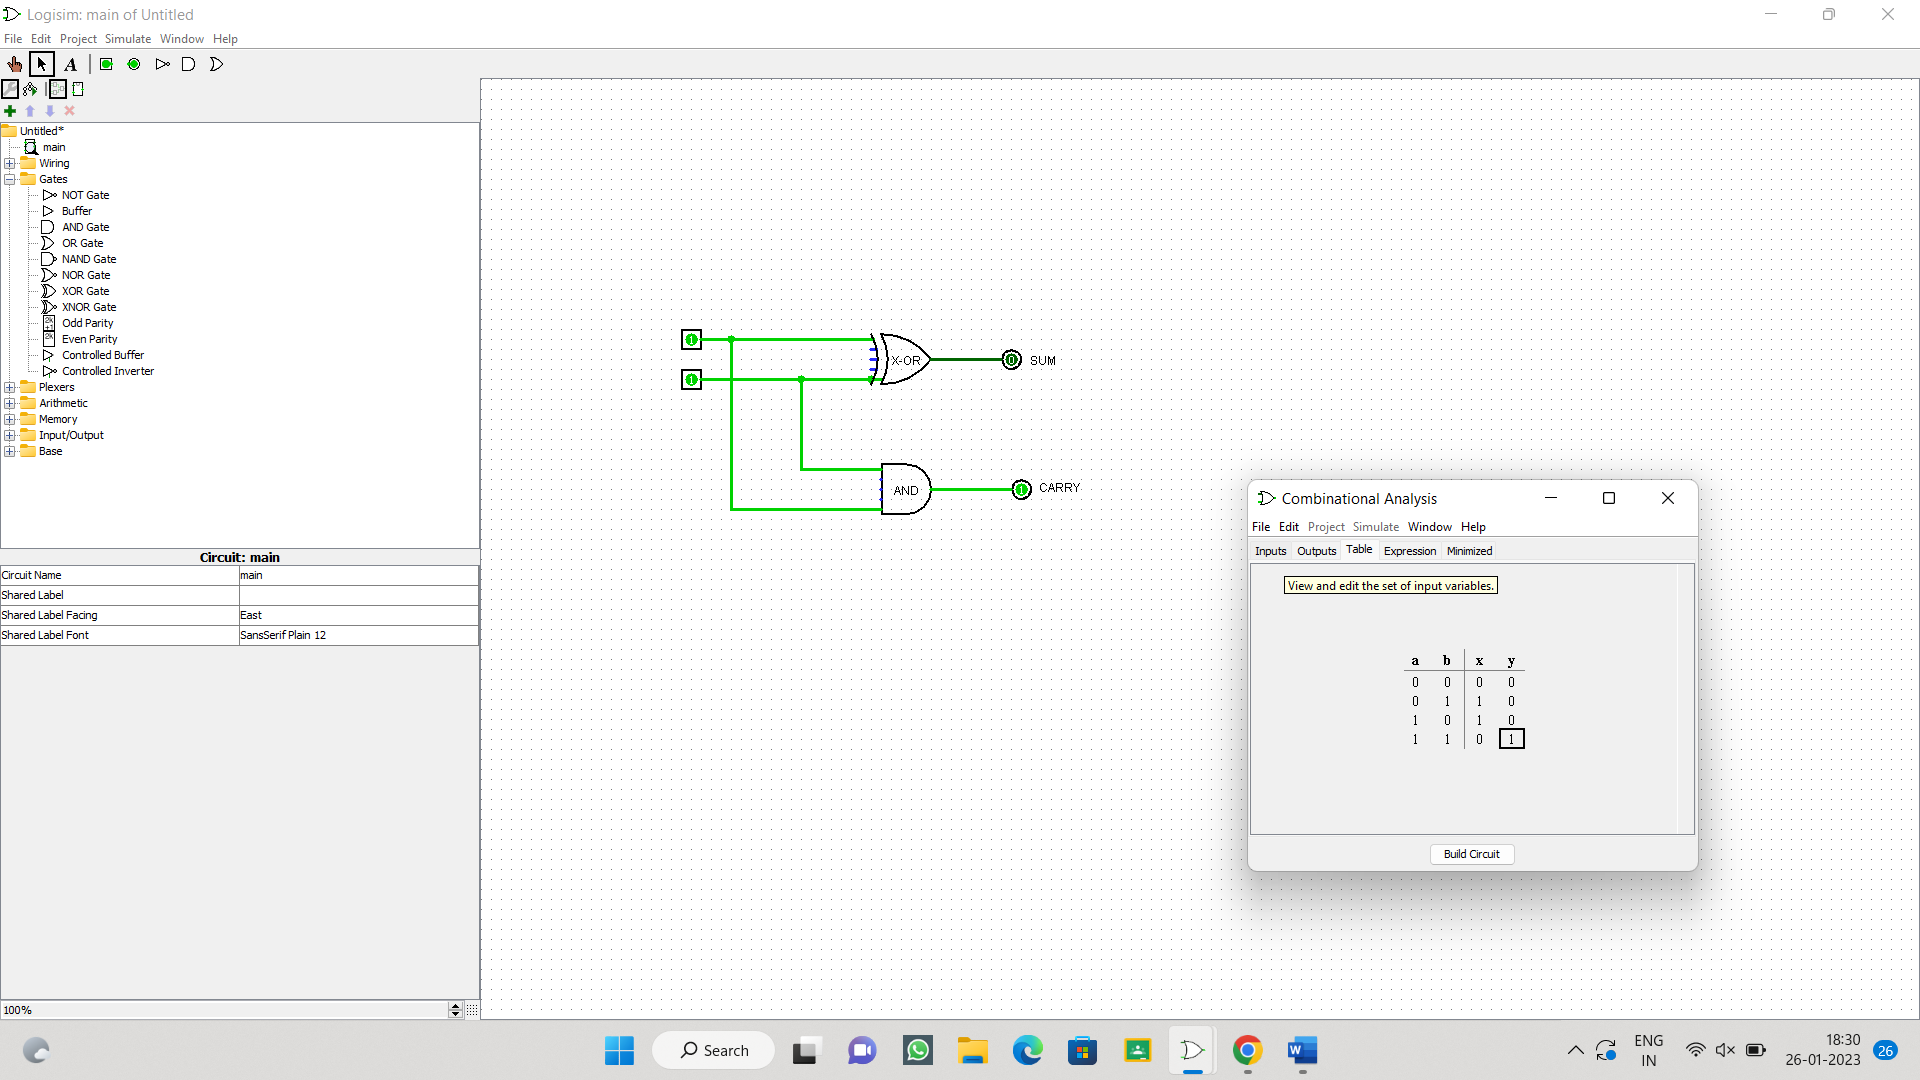 Logisim: main of Untitled
File Edit Project Simulate Window Help
A
Untitled*
main
Wiring
Gates
NOT Gate
Buffer
AND Gate
OR Gate
NAND Gate
NOR Gate
XOR Gate
XNOR Gate
Odd Parity
Even Parity
Controlled Buffer
Controlled Inverter
Plexers
Arithmetic
Memory
Input/Output
Base
Circuit: main
Circuit Name main
Shared Label
Shared Label Facing East
Shared Label Font SansSerif Plain 12
100%
1
1
X-OR
0 SUM
AND
1 CARRY
Combinational Analysis
File Edit Project Simulate Window Help
Inputs Outputs Table Expression Minimized
View and edit the set of input variables.
a b x y
0 0 0 0
0 1 1 0
1 0 1 0
1 1 0 1
Build Circuit
Search
ENG
IN
18:30
26-01-2023
26